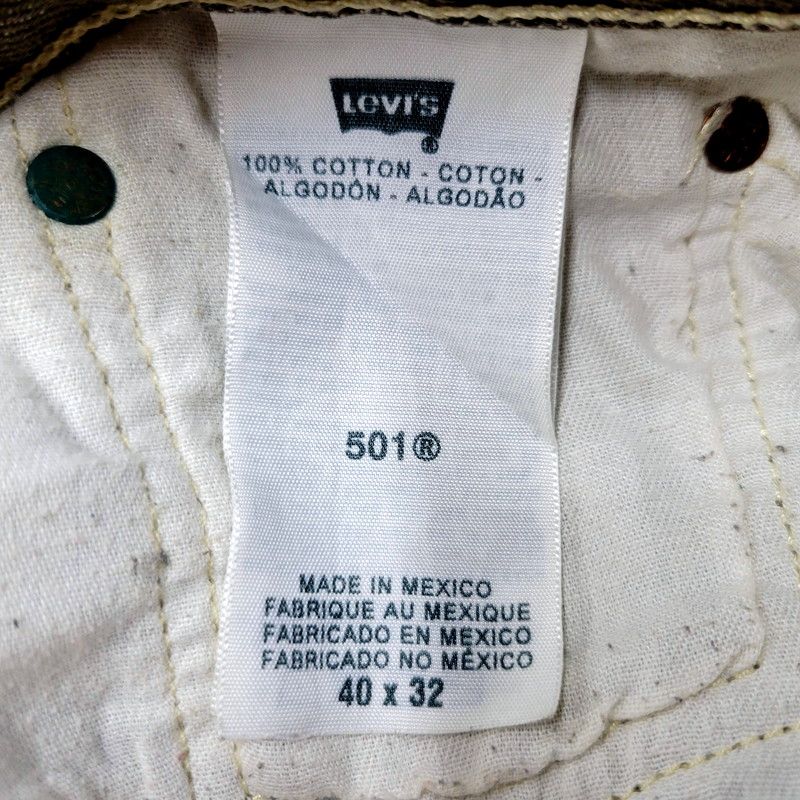 Levi's
®
100% COTTON - COTON -
ALGODÓN - ALGODÃO
501®
MADE IN MEXICO
FABRIQUE AU MEXIQUE
FABRICADO EN MEXICO
FABRICADO NO MÉXICO
40 x 32